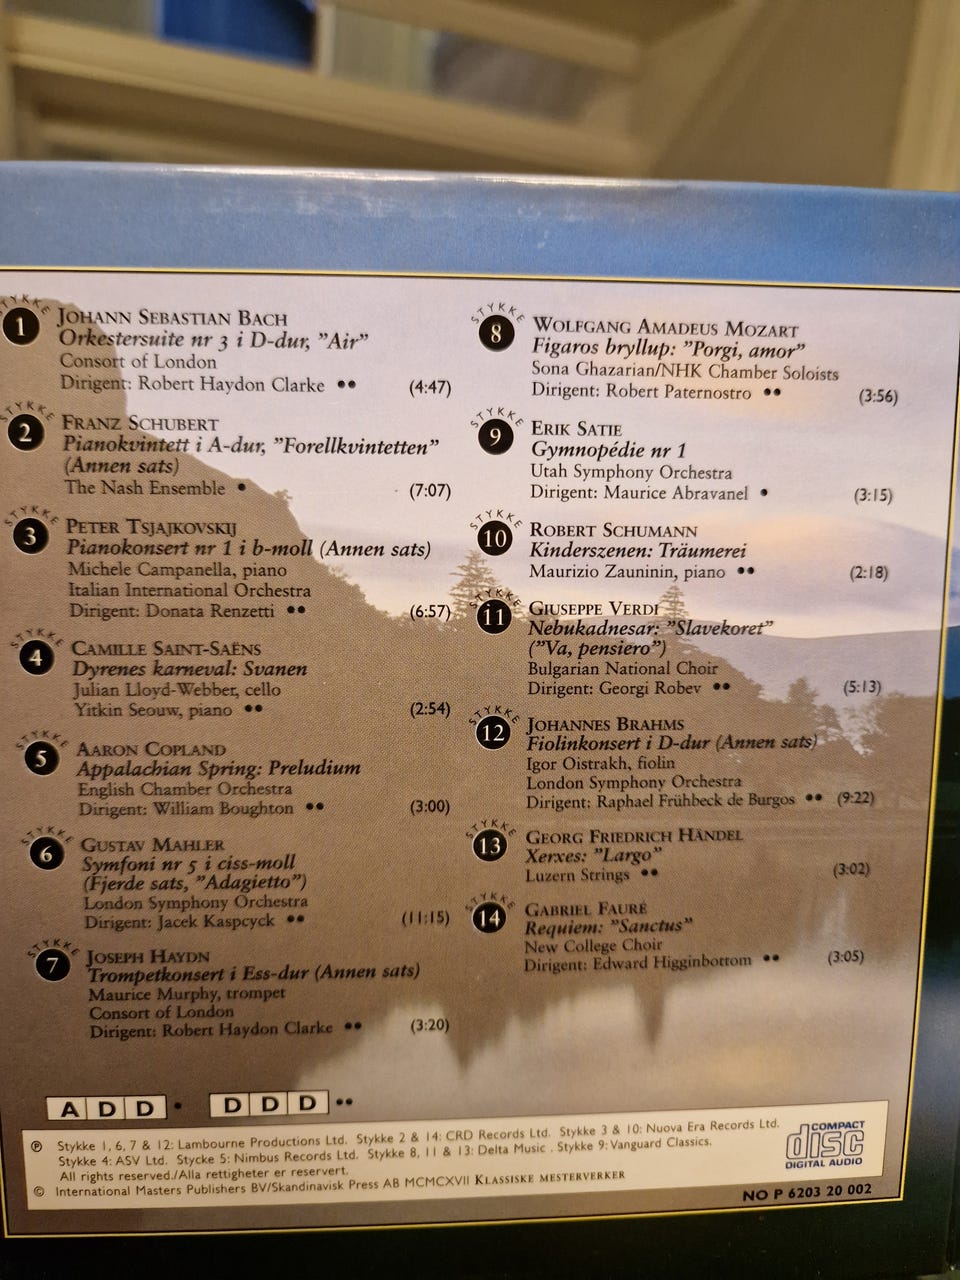 STYKKE
1
JOHANN SEBASTIAN BACH
Orkestersuite nr 3 i D-dur, ”Air”
Consort of London
Dirigent: Robert Haydon Clarke •• (4:47)
STYKKE
2
FRANZ SCHUBERT
Pianokvintett i A-dur, ”Forellkvintetten”
(Annen sats)
The Nash Ensemble • (7:07)
STYKKE
3
PETER TSJAJKOVSKIJ
Pianokonsert nr 1 i b-moll (Annen sats)
Michele Campanella, piano
Italian International Orchestra
Dirigent: Donata Renzetti •• (6:57)
STYKKE
4
CAMILLE SAINT-SAËNS
Dyrenes karneval: Svanen
Julian Lloyd-Webber, cello
Yitkin Seouw, piano •• (2:54)
STYKKE
5
AARON COPLAND
Appalachian Spring: Preludium
English Chamber Orchestra
Dirigent: William Boughton •• (3:00)
STYKKE
6
GUSTAV MAHLER
Symfoni nr 5 i ciss-moll
(Fjerde sats, ”Adagietto”)
London Symphony Orchestra
Dirigent: Jacek Kaspcyck •• (11:15)
STYKKE
7
JOSEPH HAYDN
Trompetkonsert i Ess-dur (Annen sats)
Maurice Murphy, trompet
Consort of London
Dirigent: Robert Haydon Clarke •• (3:20)
STYKKE
8
WOLFGANG AMADEUS MOZART
Figaros bryllup: ”Porgi, amor”
Sona Ghazarian/NHK Chamber Soloists
Dirigent: Robert Paternostro •• (3:56)
STYKKE
9
ERIK SATIE
Gymnopédie nr 1
Utah Symphony Orchestra
Dirigent: Maurice Abravanel • (3:15)
STYKKE
10
ROBERT SCHUMANN
Kinderszenen: Träumerei
Maurizio Zauninin, piano •• (2:18)
STYKKE
11
GIUSEPPE VERDI
Nebukadnesar: ”Slavekoret”
(”Va, pensiero”)
Bulgarian National Choir
Dirigent: Georgi Robev •• (5:13)
STYKKE
12
JOHANNES BRAHMS
Fiolinkonsert i D-dur (Annen sats)
Igor Oistrakh, fiolin
London Symphony Orchestra
Dirigent: Raphael Frühbeck de Burgos •• (9:22)
STYKKE
13
GEORG FRIEDRICH HÄNDEL
Xerxes: ”Largo”
Luzern Strings •• (3:02)
STYKKE
14
GABRIEL FAURÉ
Requiem: ”Sanctus”
New College Choir
Dirigent: Edward Higginbottom •• (3:05)
ADD • DDD ••
℗ Stykke 1, 6, 7 & 12: Lambourne Productions Ltd. Stykke 2 & 14: CRD Records Ltd. Stykke 3 & 10: Nuova Era Records Ltd.
Stykke 4: ASV Ltd. Stycke 5: Nimbus Records Ltd. Stykke 8, 11 & 13: Delta Music . Stykke 9: Vanguard Classics.
All rights reserved./Alla rettigheter er reservert.
© International Masters Publishers BV/Skandinavisk Press AB MCMCXVII KLASSISKE MESTERVERKER
COMPACT
disc
DIGITAL AUDIO
NO P 6203 20 002